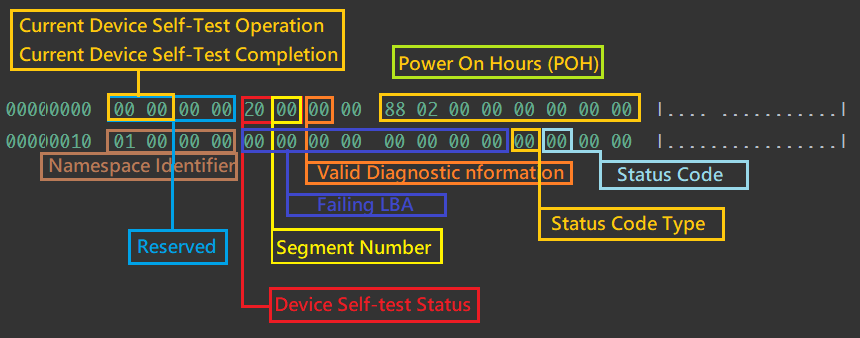 Current Device Self-Test Operation
Current Device Self-Test Completion
Power On Hours (POH)
00000000 00 00 00 00 20 00 00 00 88 02 00 00 00 00 00 00 |.... ...........|
00000010 01 00 00 00 00 00 00 00 00 00 00 00 00 00 00 00 |................|
Namespace Identifier
Valid Diagnostic nformation
Status Code
Failing LBA
Status Code Type
Reserved
Segment Number
Device Self-test Status